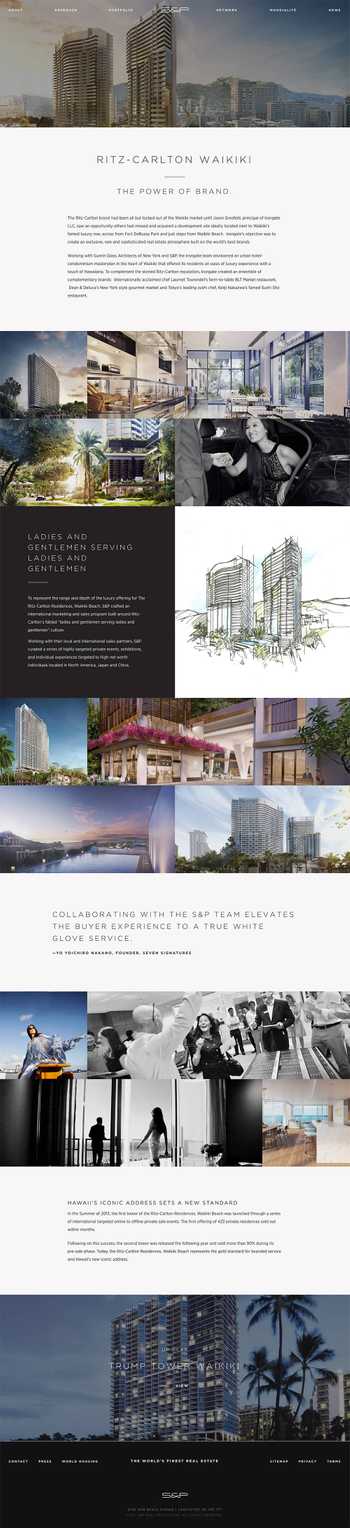 ABOUT
APPROACH
PORTFOLIO
S&P
NETWORK
MONDIALITÉ
NEWS
RITZ-CARLTON WAIKIKI
THE POWER OF BRAND.
The Ritz-Carlton brand had been all but locked out of the Waikiki market until Jason Grosfeld, principal of Irongate
LLC, saw an opportunity others had missed and acquired a development site ideally located next to Waikiki's
famed luxury row, across from Fort DeRussy Park and just steps from Waikiki Beach. Irongate's objective was to
create an exclusive, rare and sophisticated real estate atmosphere built on the world's best brands.
Working with Guerin Glass Architects of New York and S&P, the Irongate team envisioned an urban hotel-
condominium masterplan in the heart of Waikiki that offered its residents an oasis of luxury experience with a
touch of Hawaiiana. To complement the storied Ritz-Carlton reputation, Irongate created an ensemble of
complementary brands: Internationally acclaimed chef Laurent Tourondel's farm-to-table BLT Market restaurant,
Dean & Deluca's New York style gourmet market and Tokyo's leading sushi chef, Keiji Nakazawa's famed Sushi Sho
restaurant.
LADIES AND
GENTLEMEN SERVING
LADIES AND
GENTLEMEN
To represent the range and depth of the luxury offering for The
Ritz-Carlton Residences, Waikiki Beach, S&P crafted an
international marketing and sales program built around Ritz-
Carlton's fabled "ladies and gentlemen serving ladies and
gentlemen" culture.
Working with their local and international sales partners, S&P
curated a series of highly targeted private events, exhibitions,
and individual experiences targeted to high-net worth
individuals located in North America, Japan and China.
COLLABORATING WITH THE S&P TEAM ELEVATES
THE BUYER EXPERIENCE TO A TRUE WHITE
GLOVE SERVICE.
—YO YOICHIRO NAKANO, FOUNDER, SEVEN SIGNATURES
HAWAII'S ICONIC ADDRESS SETS A NEW STANDARD
In the Summer of 2013, the first tower of the Ritz-Carlton Residences, Waikiki Beach was launched through a series
of international targeted online to offline private sale events. The first offering of 422 private residences sold out
within months.
Following on this success, the second tower was released the following year and sold more than 90% during its
pre-sale phase. Today, the Ritz-Carlton Residences, Waikiki Beach represents the gold standard for branded service
and Hawaii's new iconic address.
UP NEXT
TRUMP TOWER WAIKIKI
VIEW
CONTACT
PRESS
WORLD HOUSING
THE WORLD'S FINEST REAL ESTATE
SITEMAP
PRIVACY
TERMS
S&P